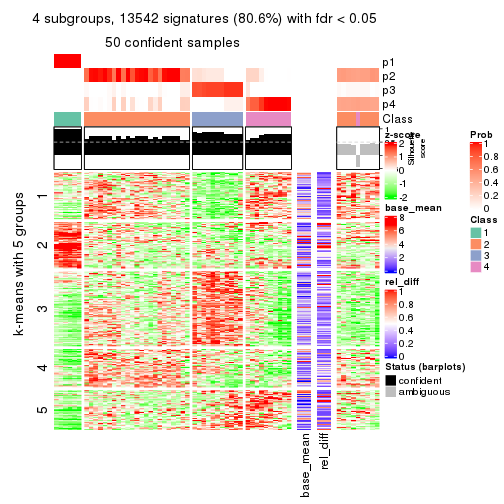 4 subgroups, 13542 signatures (80.6%) with fdr < 0.05
50 confident samples
p1
p2
p3
p4
Class
1
Silhouette score
z-score
2
1
0
-1
-2
base_mean
8
6
4
2
0
rel_diff
1
0.8
0.6
0.4
0.2
0
Status (barplots)
confident
ambiguous
Prob
1
0.8
0.6
0.4
0.2
0
Class
1
2
3
4
k-means with 5 groups
1
2
3
4
5
base_mean
rel_diff